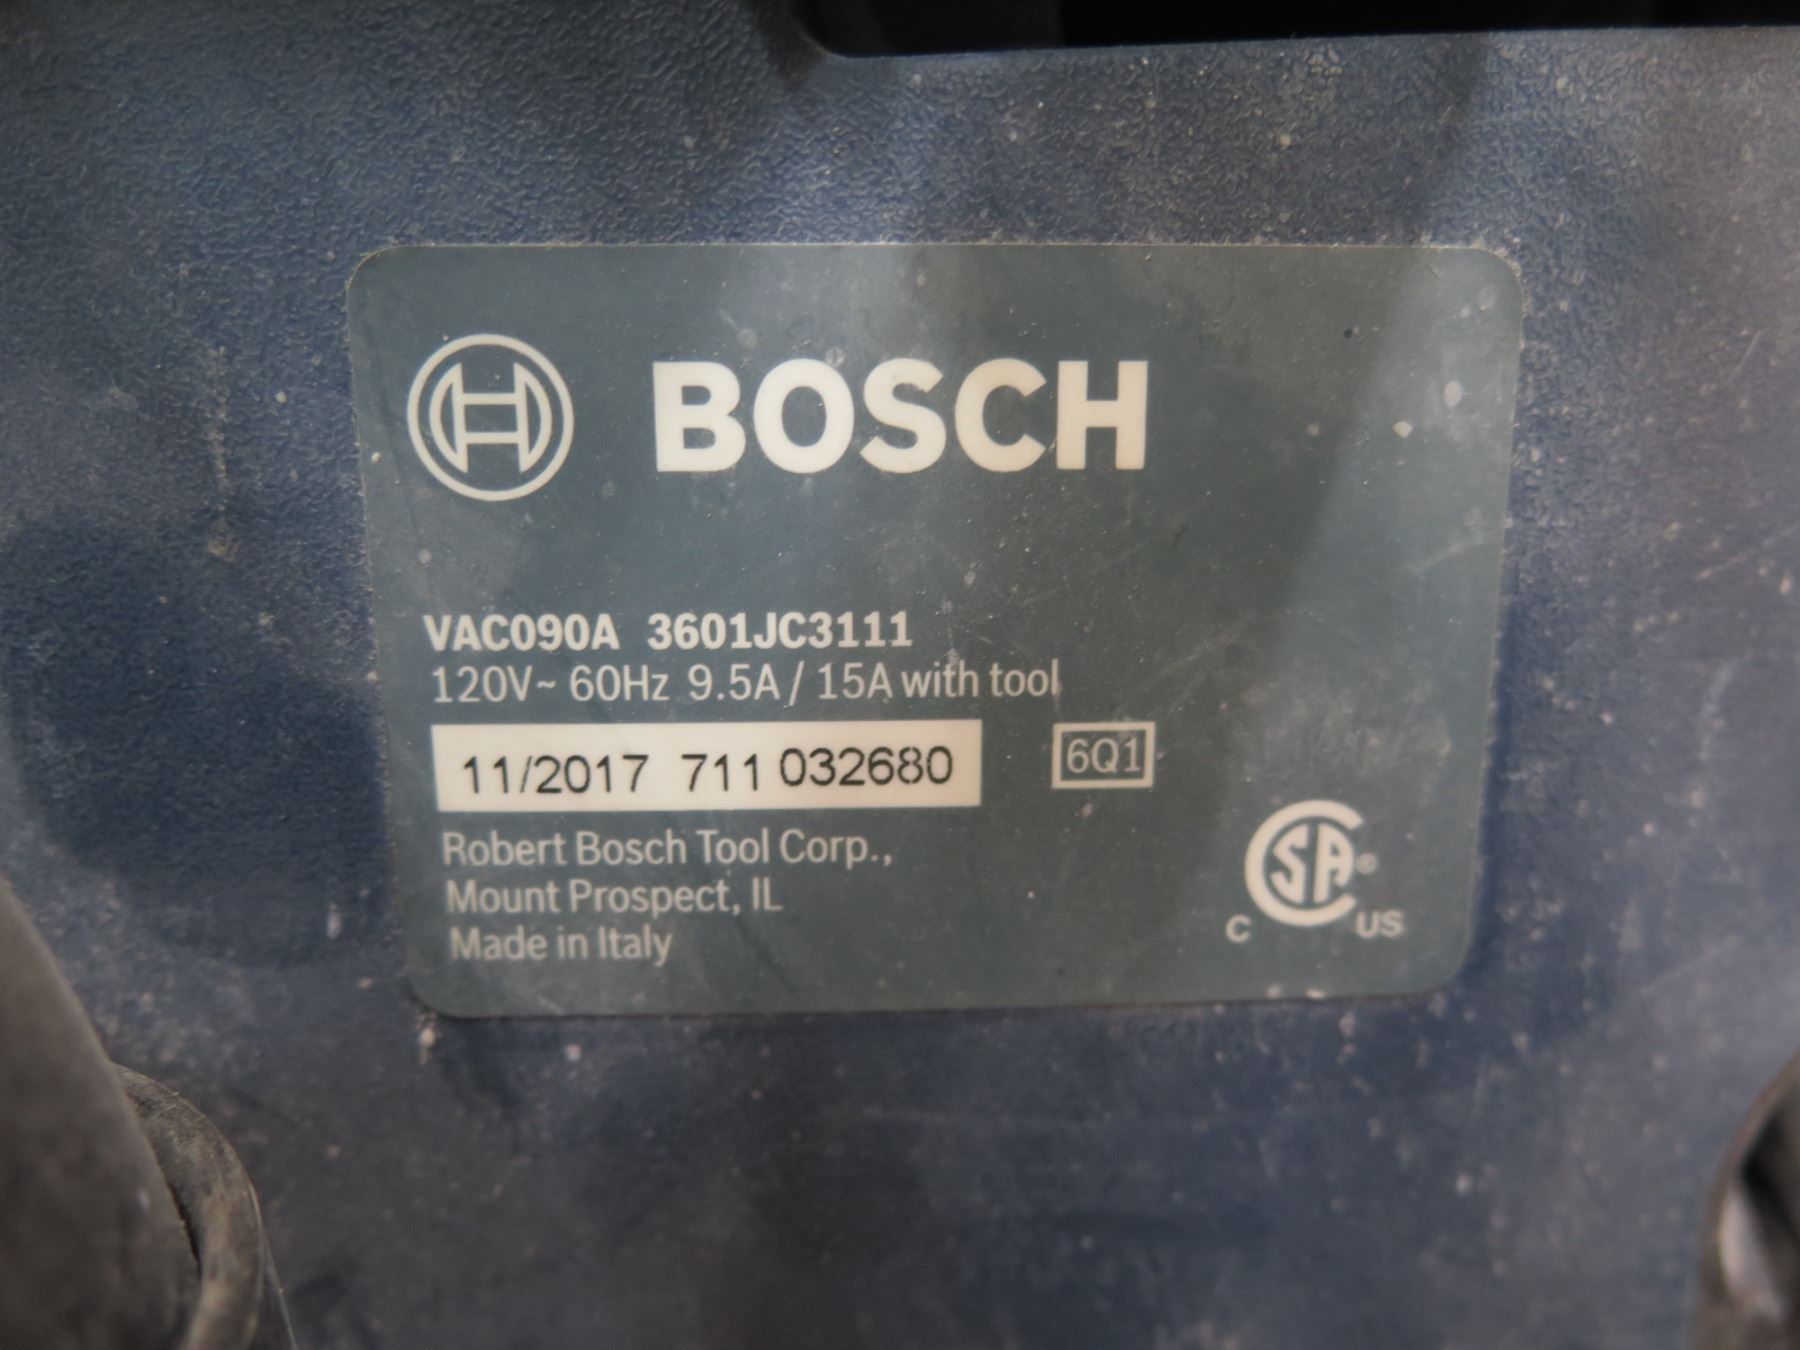 BOSCH
VAC090A 3601JC3111
120V~ 60Hz 9.5A / 15A with tool
11/2017 711 032680
6Q1
Robert Bosch Tool Corp.,
Mount Prospect, IL
Made in Italy
SA®
C US